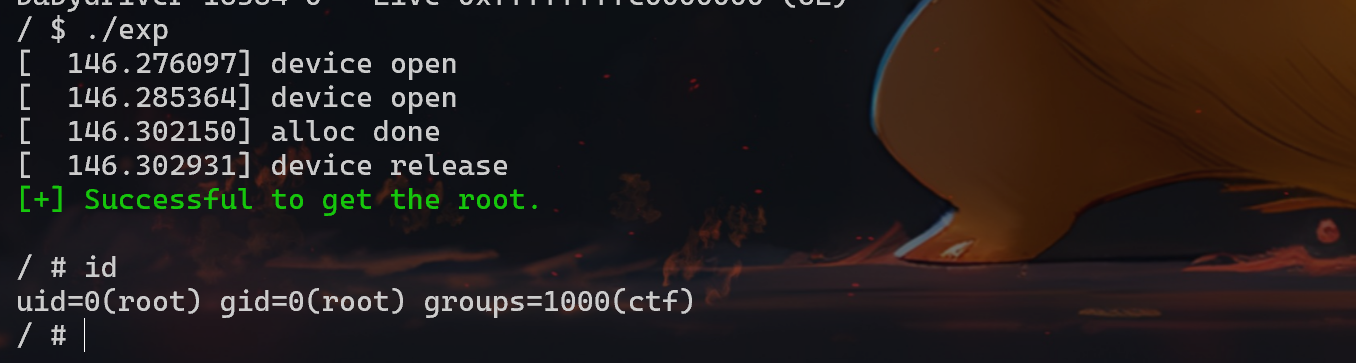 / $ ./exp
[  146.276097] device open
[  146.285364] device open
[  146.302150] alloc done
[  146.302931] device release
[+] Successful to get the root.
/ # id
uid=0(root) gid=0(root) groups=1000(ctf)
/ #